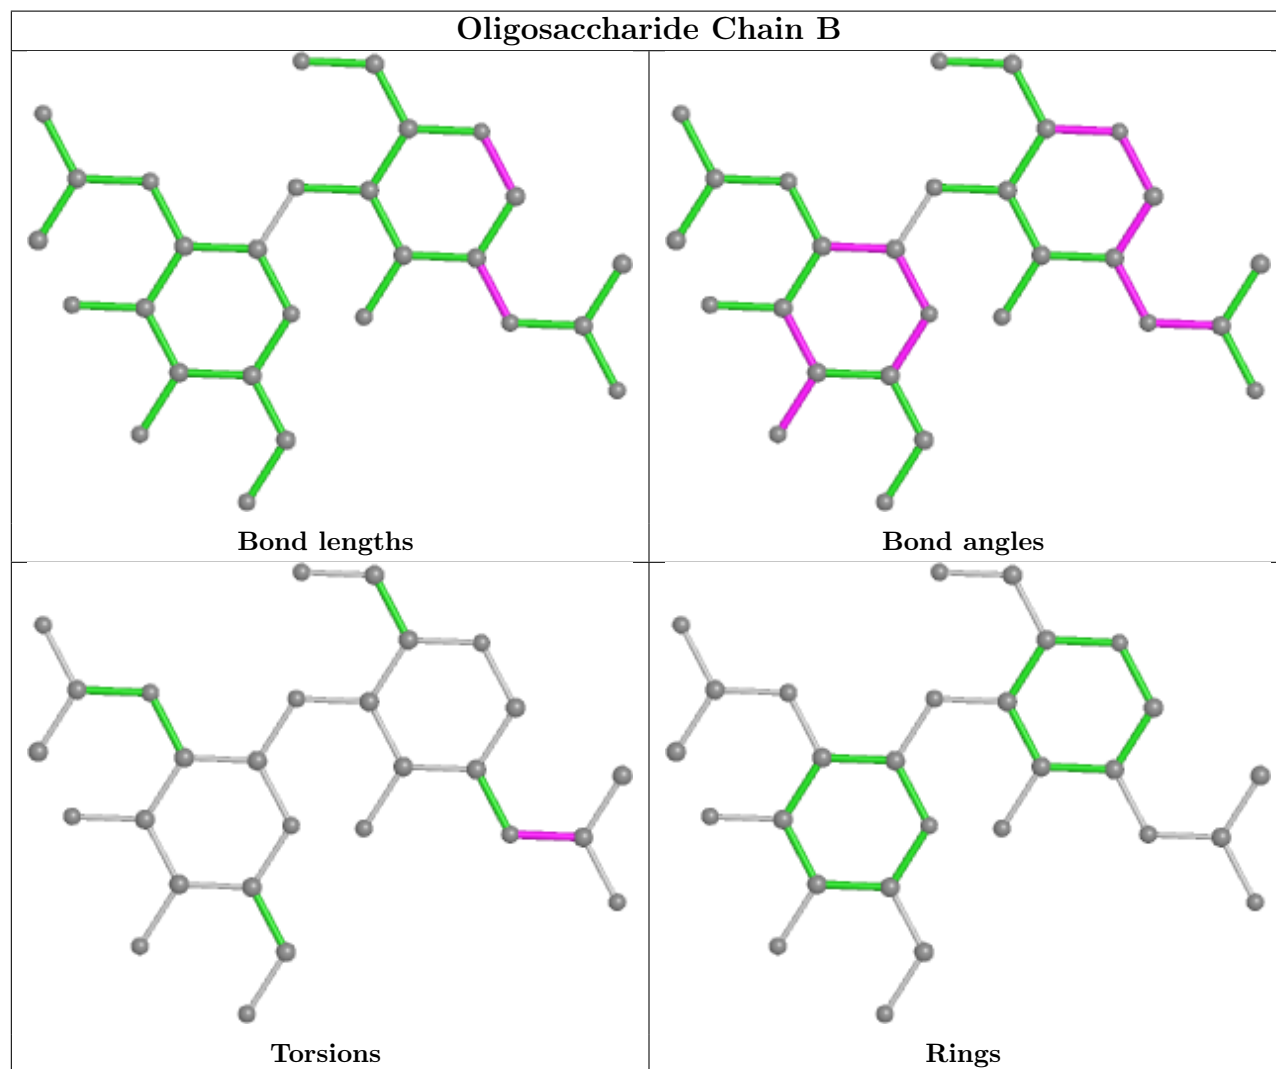 Oligosaccharide Chain B
Bond lengths
Bond angles
Torsions
Rings